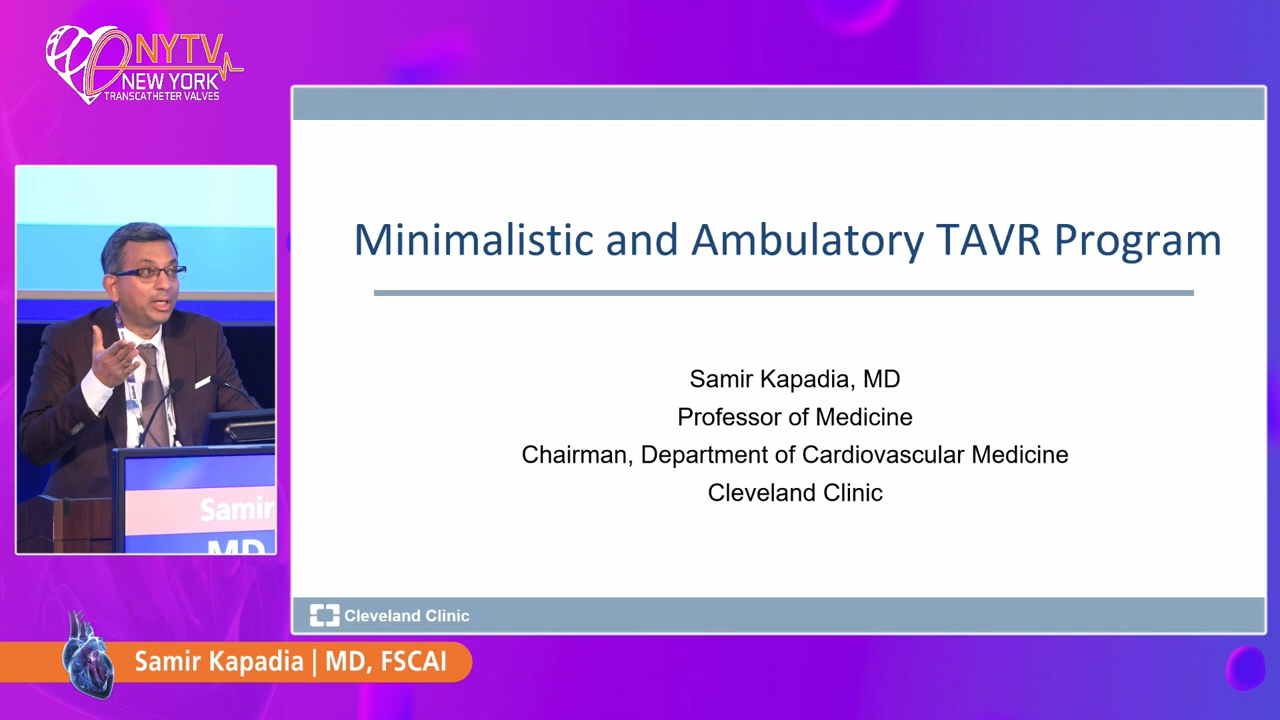 NYTV
NEW YORK
TRANSCATHETER VALVES
Minimalistic and Ambulatory TAVR Program
Samir Kapadia, MD
Professor of Medicine
Chairman, Department of Cardiovascular Medicine
Cleveland Clinic
Cleveland Clinic
Samir
MD
Samir Kapadia | MD, FSCAI